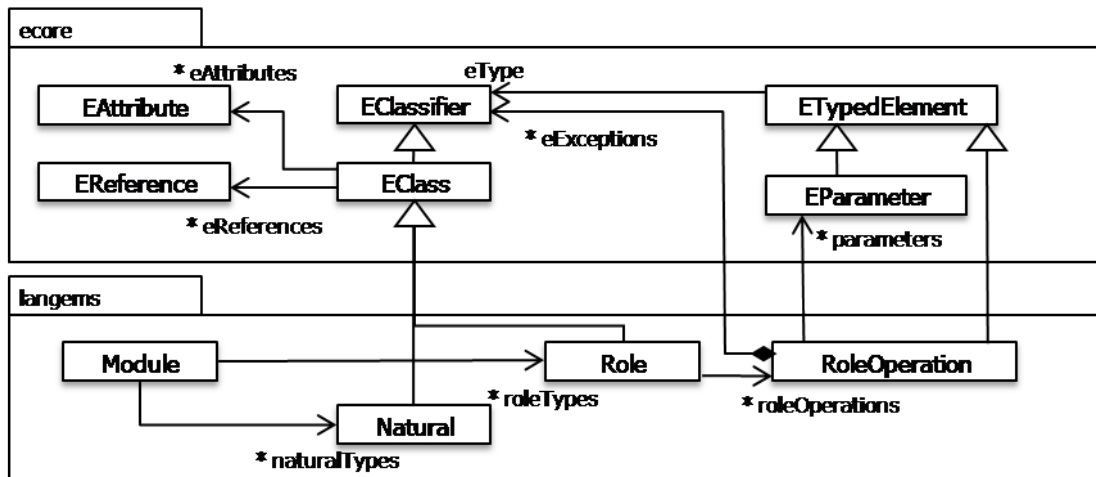 ecore
* eAttributes
eType
EAttribute
EClassifier
ETypedElement
* eExceptions
EReference
EClass
EParameter
* eReferences
* parameters
langems
Module
Role
RoleOperation
* roleTypes
* roleOperations
Natural
* naturalTypes